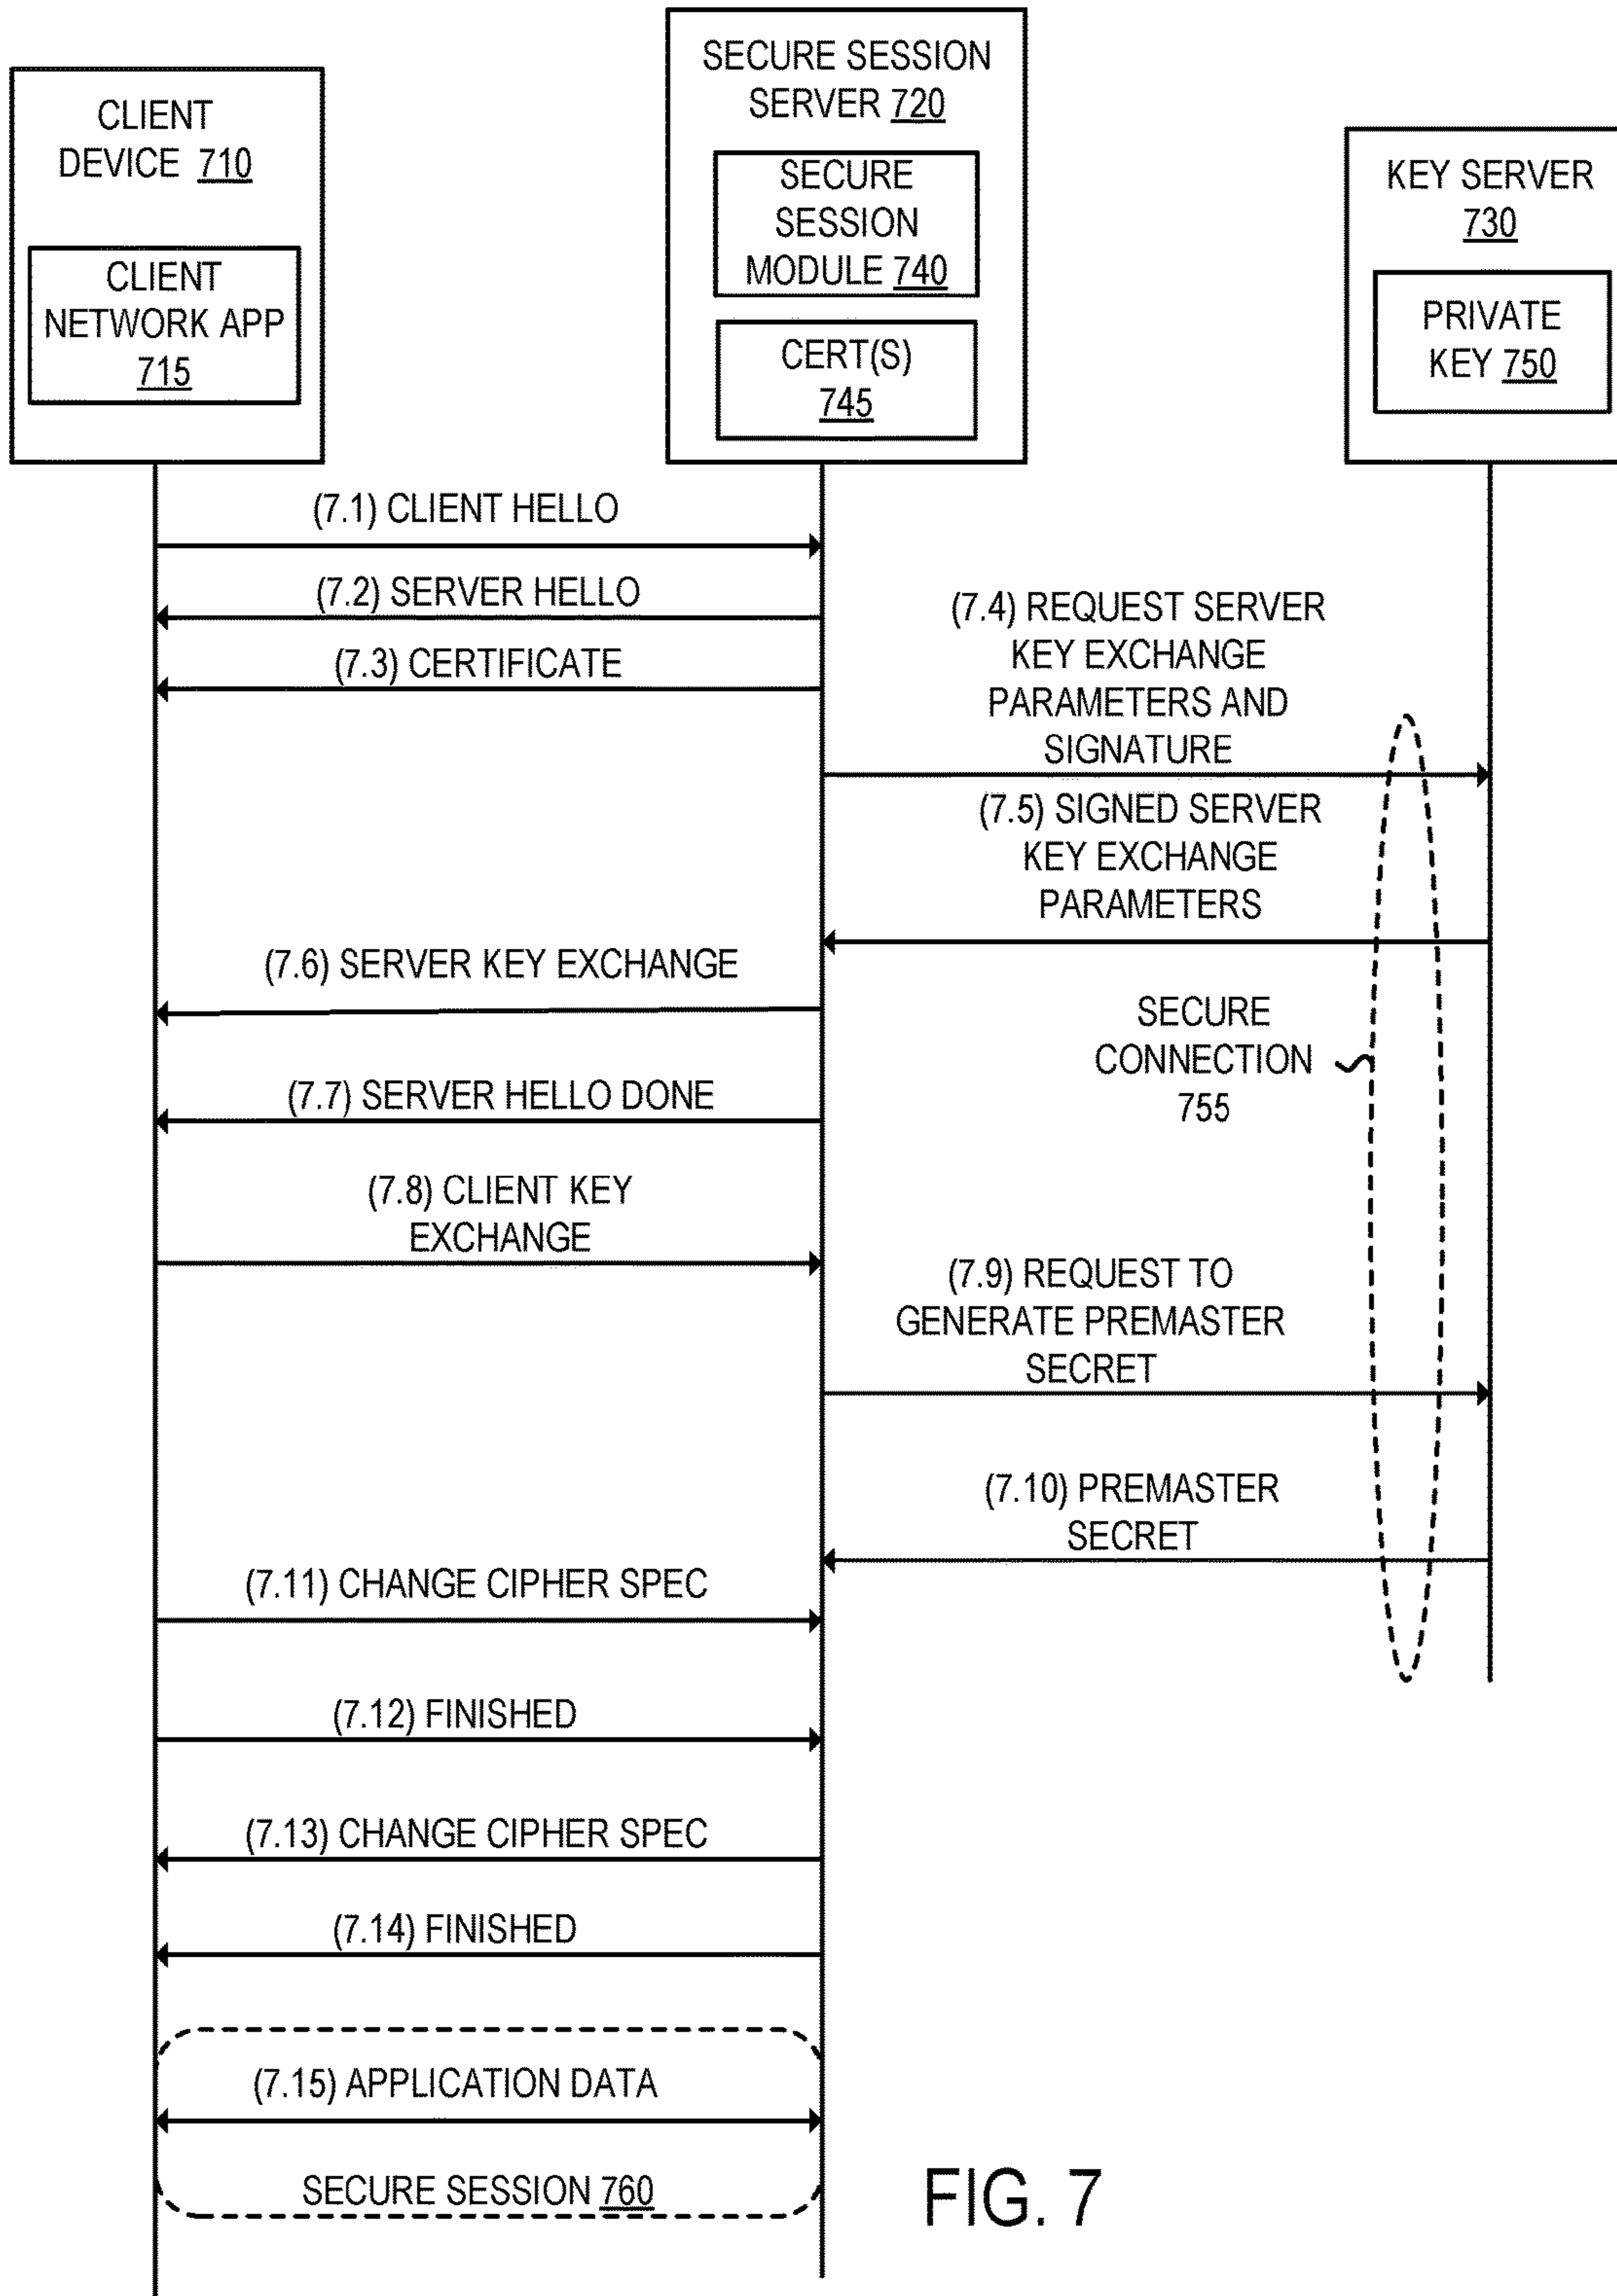 CLIENT
DEVICE 710
CLIENT
NETWORK APP
715
SECURE SESSION
SERVER 720
SECURE
SESSION
MODULE 740
CERT(S)
745
KEY SERVER
730
PRIVATE
KEY 750
(7.1) CLIENT HELLO
(7.2) SERVER HELLO
(7.3) CERTIFICATE
(7.4) REQUEST SERVER
KEY EXCHANGE
PARAMETERS AND
SIGNATURE
(7.5) SIGNED SERVER
KEY EXCHANGE
PARAMETERS
(7.6) SERVER KEY EXCHANGE
SECURE
CONNECTION
755
(7.7) SERVER HELLO DONE
(7.8) CLIENT KEY
EXCHANGE
(7.9) REQUEST TO
GENERATE PREMASTER
SECRET
(7.10) PREMASTER
SECRET
(7.11) CHANGE CIPHER SPEC
(7.12) FINISHED
(7.13) CHANGE CIPHER SPEC
(7.14) FINISHED
(7.15) APPLICATION DATA
SECURE SESSION 760
FIG. 7